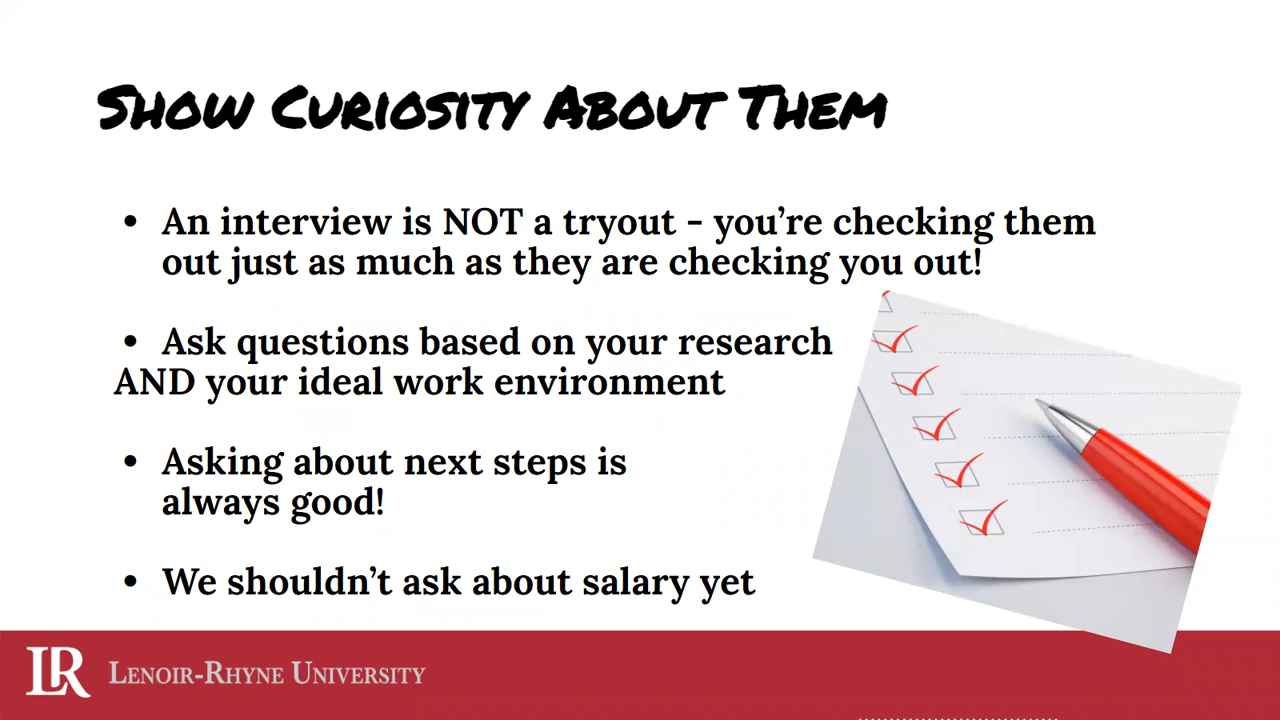 Show Curiosity About Them
• An interview is NOT a tryout - you're checking them
out just as much as they are checking you out!
• Ask questions based on your research
AND your ideal work environment
• Asking about next steps is
always good!
• We shouldn't ask about salary yet
LR Lenoir-Rhyne University